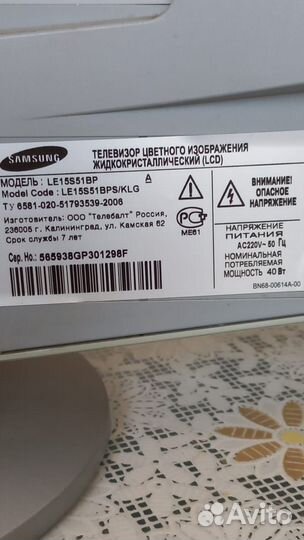 SAMSUNG
ТЕЛЕВИЗОР ЦВЕТНОГО ИЗОБРАЖЕНИЯ
ЖИДКОКРИСТАЛЛИЧЕСКИЙ (LCD)
МОДЕЛЬ : LE15S51BP
Model Code : LE15S51BPS/KLG
ТУ 6581-020-51793539-2006
Изготовитель: ООО "Телебалт" Россия,
236005 г. Калининград, ул. Камская 62
Срок службы 7 лет
Сер. No: 565938GP301298F
A
МЕ61
ВНИМАНИЕ!
ОПАСНОЕ
НАПРЯЖЕНИЕ
НАПРЯЖЕНИЕ
ПИТАНИЯ
AC220V~ 50 Гц
НОМИНАЛЬНАЯ
ПОТРЕБЛЯЕМАЯ
МОЩНОСТЬ 40 Вт
BN68-00614A-00
Avito